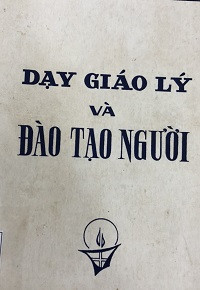 DẠY GIÁO LÝ
VÀ
ĐÀO TẠO NGƯỜI